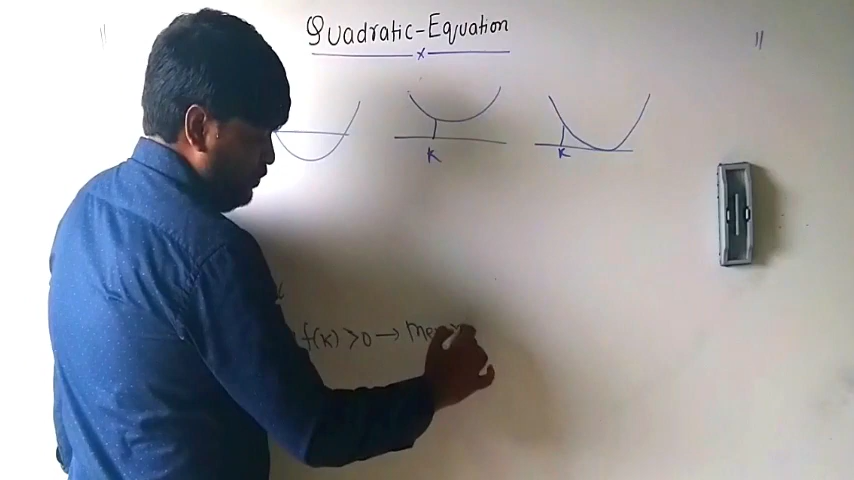 Quadratic-Equation
x
K K
f(K) >0 →